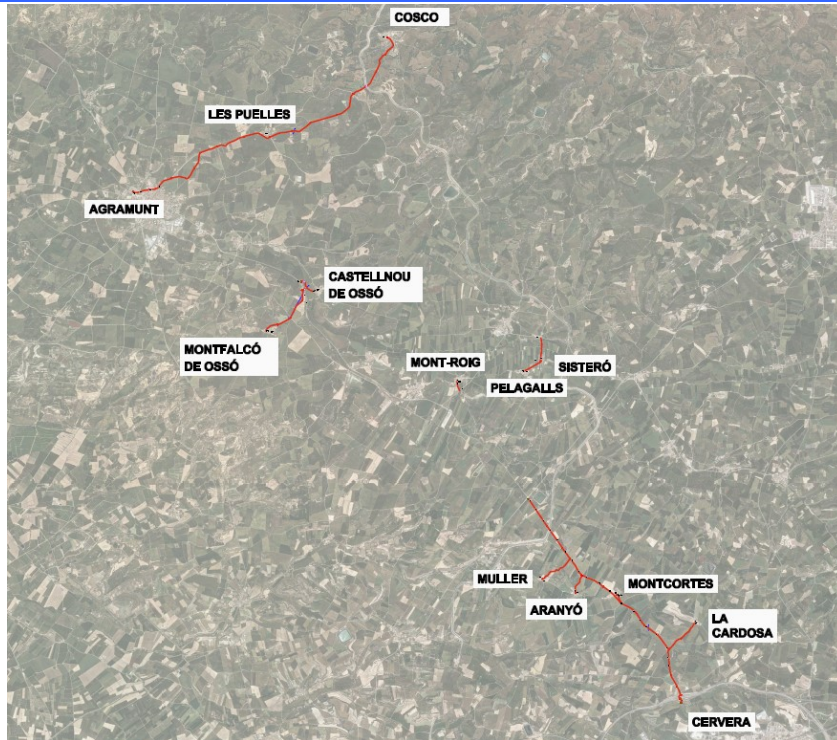 COSCO
LES PUELLES
AGRAMUNT
CASTELLNOU
DE OSSÓ
MONTFALCÓ
DE OSSÓ
MONT-ROIG
SISTERÓ
PELAGALLS
MULLER
MONTCORTES
ARANYÓ
LA
CARDOSA
CERVERA